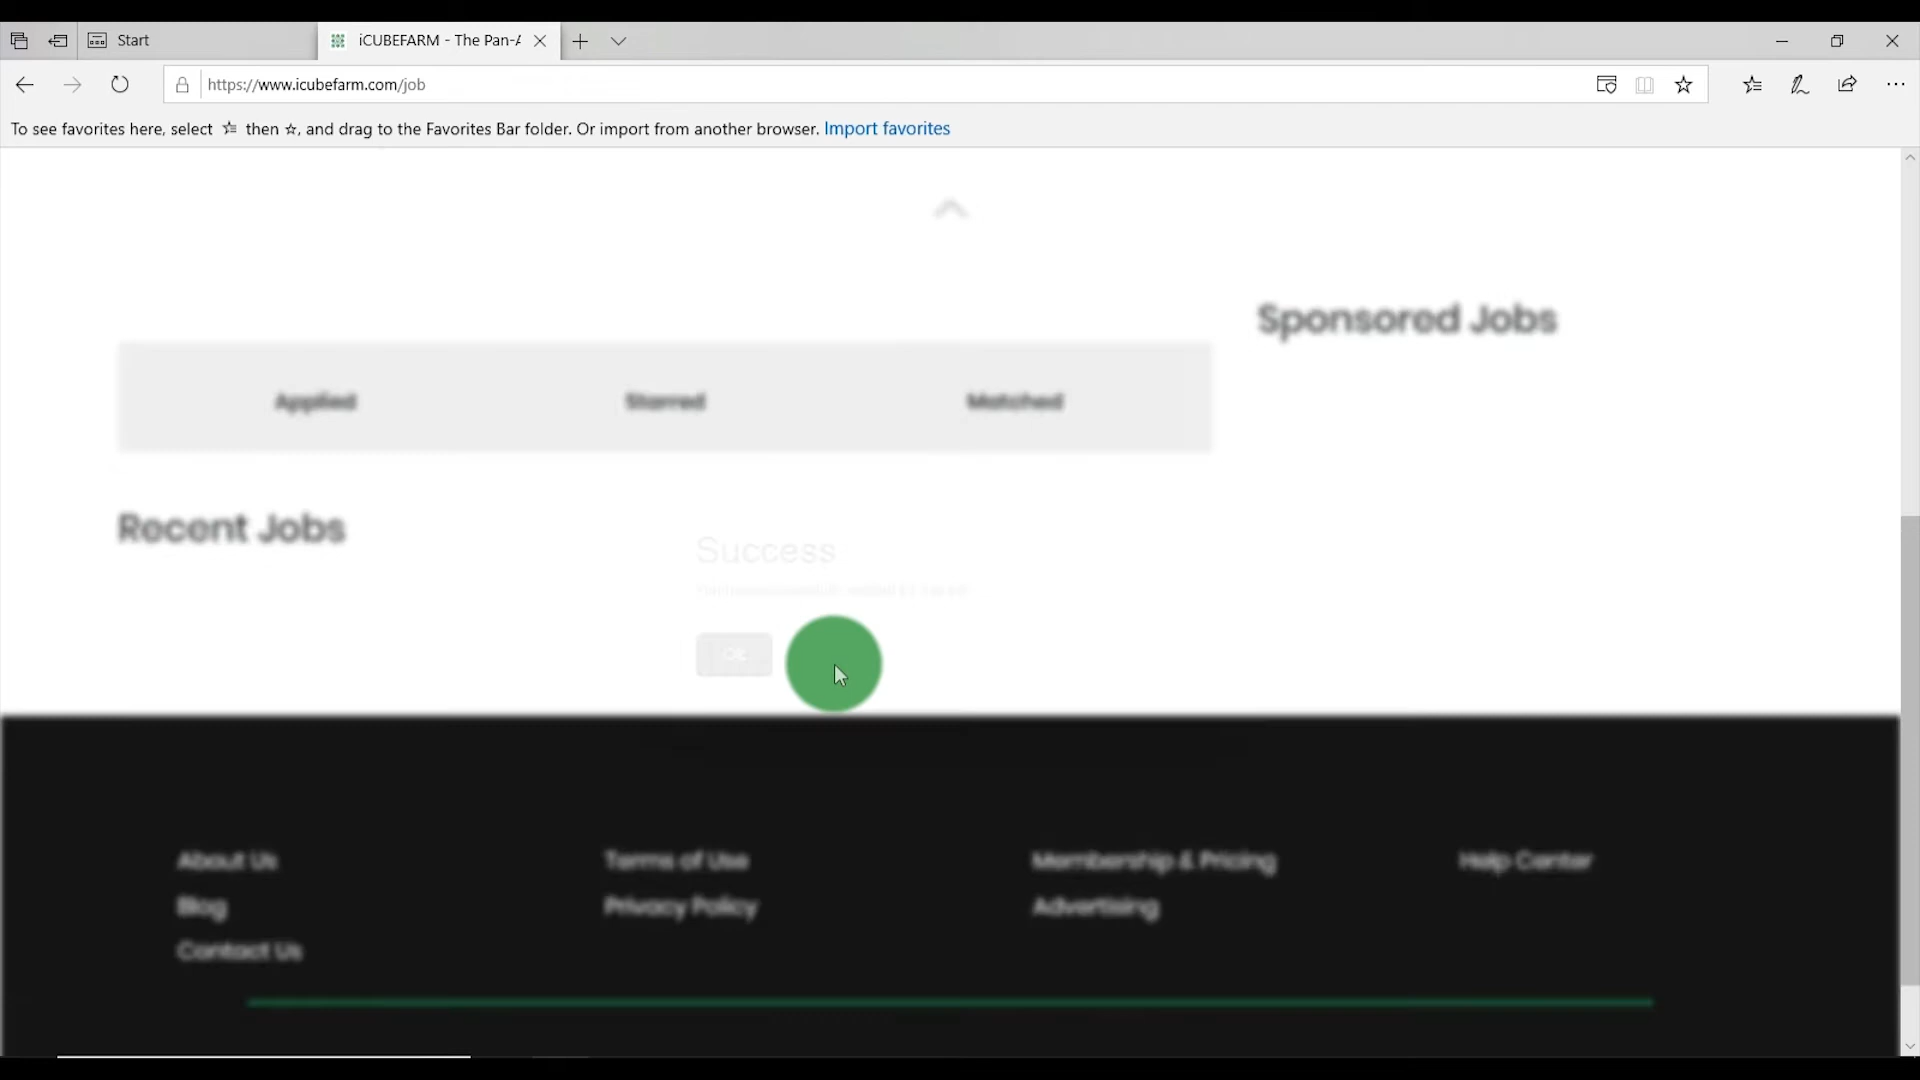 Start
iCUBEFARM - The Pan-A
https://www.icubefarm.com/job
To see favorites here, select then , and drag to the Favorites Bar folder. Or import from another browser. Import favorites
Sponsored Jobs
Applied Starred Matched
Recent Jobs
Success
Ok
About Us Terms of Use Membership & Pricing Help Center
Blog Privacy Policy Advertising
Contact Us